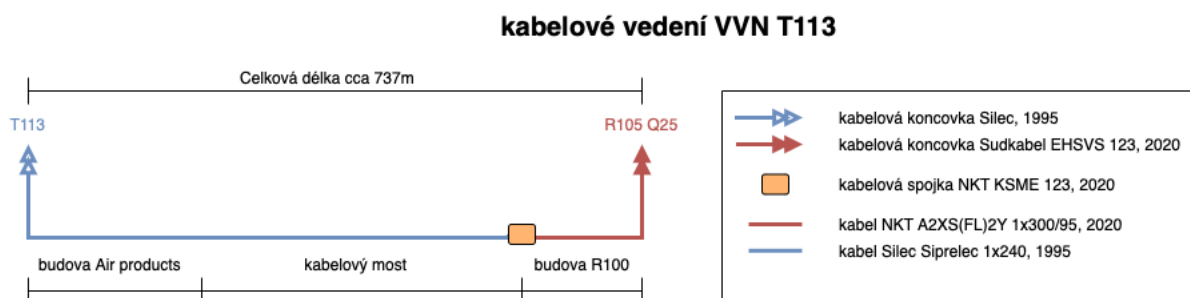 kabelové vedení VVN T113
Celková délka cca 737m
T113
R105 Q25
budova Air products
kabelový most
budova R100
kabelová koncovka Silec, 1995
kabelová koncovka Sudkabel EHSVS 123, 2020
kabelová spojka NKT KSME 123, 2020
kabel NKT A2XS(FL)2Y 1x300/95, 2020
kabel Silec Siprelec 1x240, 1995